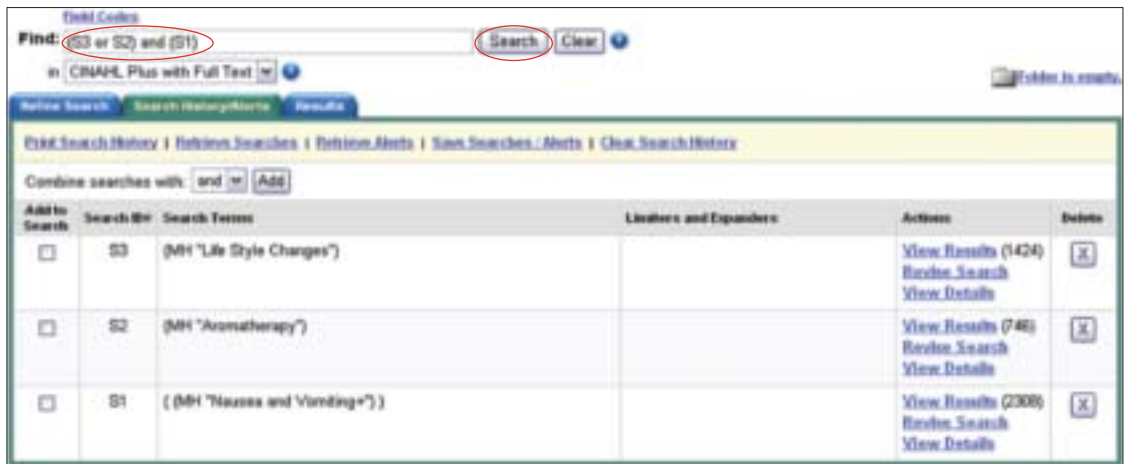 Field Codes
Find: (S3 or S2) and (S1) Search Clear
in CINAHL Plus with Full Text Folder is empty.
Refine Search Search History/Alerts Results
Print Search History | Retrieve Searches | Retrieve Alerts | Save Searches / Alerts | Clear Search History
Combine searches with: and Add
Add to Search Search ID# Search Terms Limiters and Expanders Actions Delete
S3 (MH "Life Style Changes") View Results (1424) X
Revise Search
View Details
S2 (MH "Aromatherapy") View Results (746) X
Revise Search
View Details
S1 ( (MH "Nausea and Vomiting+") ) View Results (2308) X
Revise Search
View Details